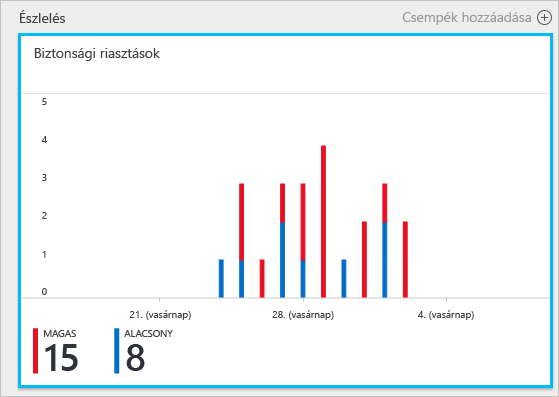 Észlelés
Csempék hozzáadása
Biztonsági riasztások
5
4
3
2
1
0
21. (vasárnap)
28. (vasárnap)
4. (vasárnap)
MAGAS
15
ALACSONY
8